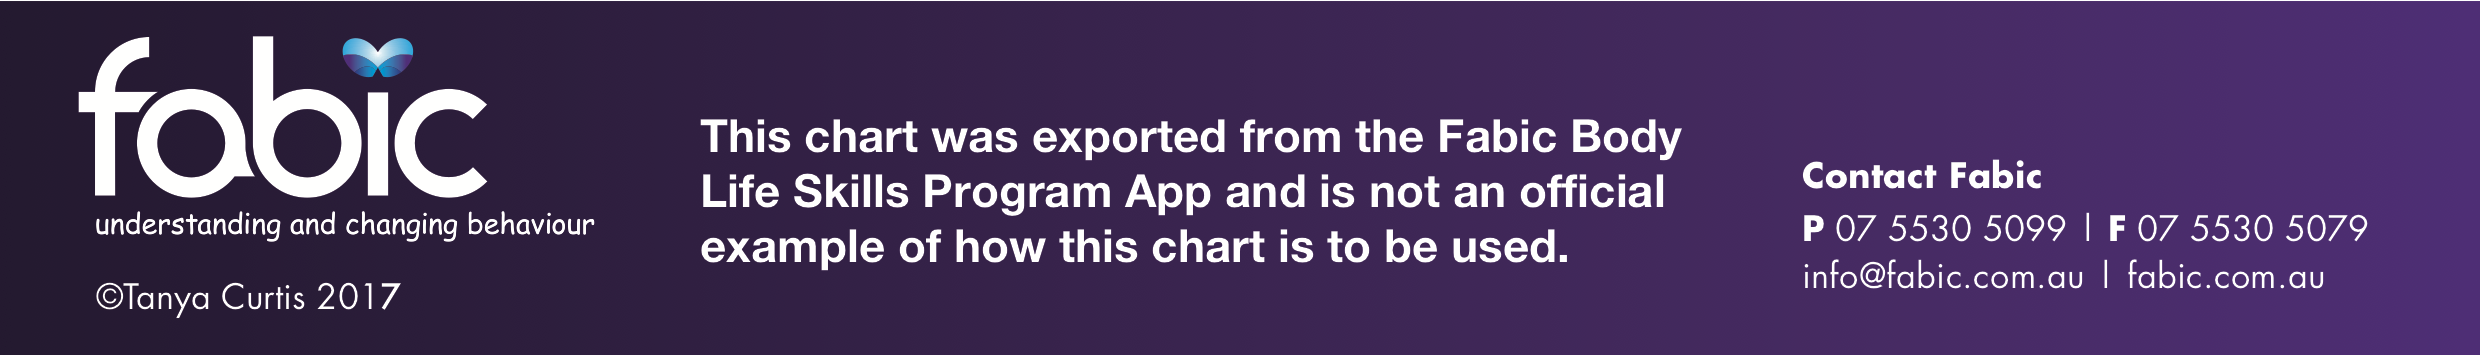 fabic
understanding and changing behaviour
©Tanya Curtis 2017
This chart was exported from the Fabic Body
Life Skills Program App and is not an official
example of how this chart is to be used.
Contact Fabic
P 07 5530 5099 | F 07 5530 5079
info@fabic.com.au | fabic.com.au